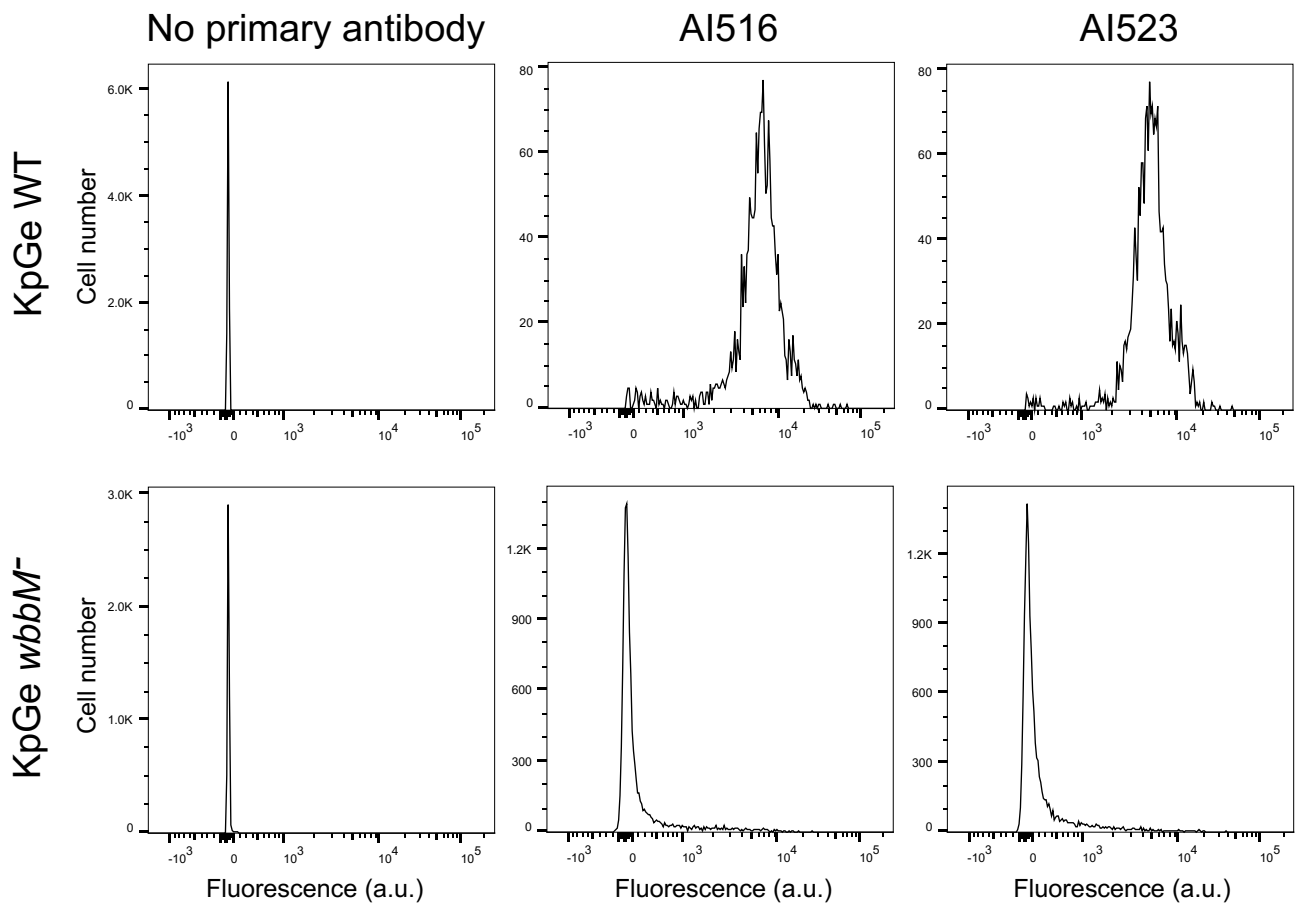 No primary antibody AI516 AI523
KpGe WT
Cell number
6.0K
4.0K
2.0K
0
-10³ 0 10³ 10⁴ 10⁵
80
60
40
20
0
-10³ 0 10³ 10⁴ 10⁵
80
60
40
20
0
-10³ 0 10³ 10⁴ 10⁵
KpGe wbbM⁻
Cell number
3.0K
2.0K
1.0K
0
-10³ 0 10³ 10⁴ 10⁵
Fluorescence (a.u.)
1.2K
900
600
300
0
-10³ 0 10³ 10⁴ 10⁵
Fluorescence (a.u.)
1.2K
900
600
300
0
-10³ 0 10³ 10⁴ 10⁵
Fluorescence (a.u.)